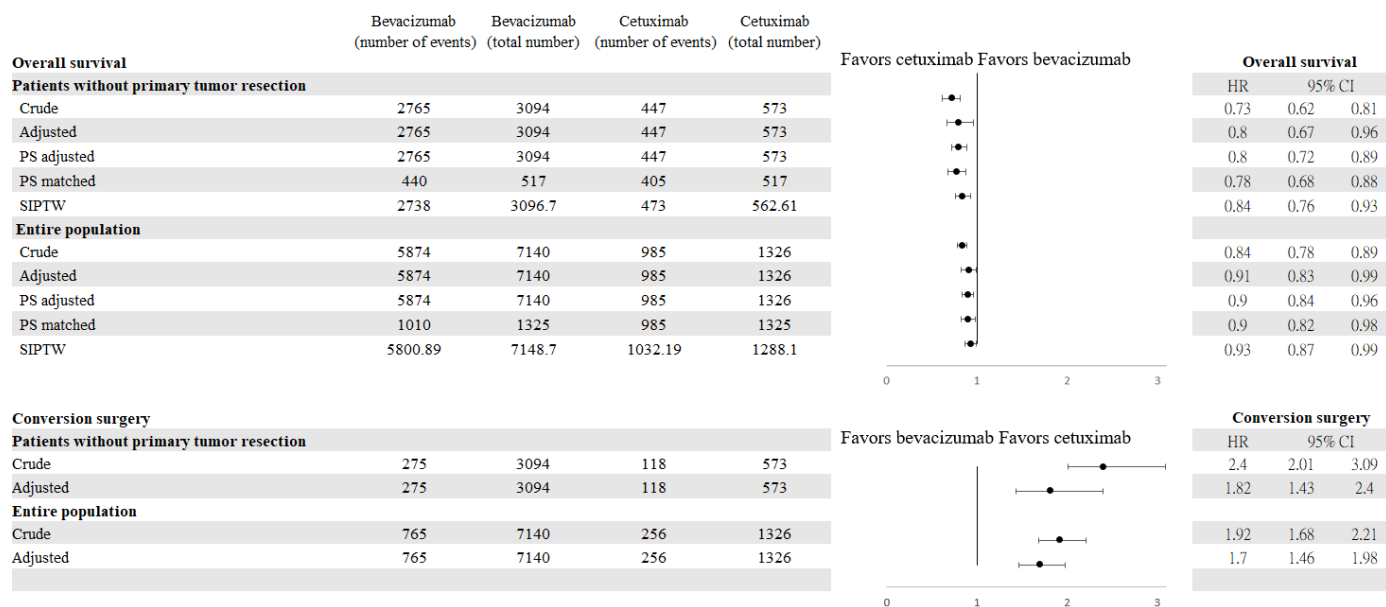 Bevacizumab Bevacizumab Cetuximab Cetuximab
(number of events) (total number) (number of events) (total number)
Overall survival Favors cetuximab Favors bevacizumab Overall survival
Patients without primary tumor resection HR 95% CI
Crude 2765 3094 447 573 0.73 0.62 0.81
Adjusted 2765 3094 447 573 0.8 0.67 0.96
PS adjusted 2765 3094 447 573 0.8 0.72 0.89
PS matched 440 517 405 517 0.78 0.68 0.88
SIPTW 2738 3096.7 473 562.61 0.84 0.76 0.93
Entire population
Crude 5874 7140 985 1326 0.84 0.78 0.89
Adjusted 5874 7140 985 1326 0.91 0.83 0.99
PS adjusted 5874 7140 985 1326 0.9 0.84 0.96
PS matched 1010 1325 985 1325 0.9 0.82 0.98
SIPTW 5800.89 7148.7 1032.19 1288.1 0.93 0.87 0.99
0 1 2 3
Conversion surgery Conversion surgery
Patients without primary tumor resection Favors bevacizumab Favors cetuximab HR 95% CI
Crude 275 3094 118 573 2.4 2.01 3.09
Adjusted 275 3094 118 573 1.82 1.43 2.4
Entire population
Crude 765 7140 256 1326 1.92 1.68 2.21
Adjusted 765 7140 256 1326 1.7 1.46 1.98
0 1 2 3